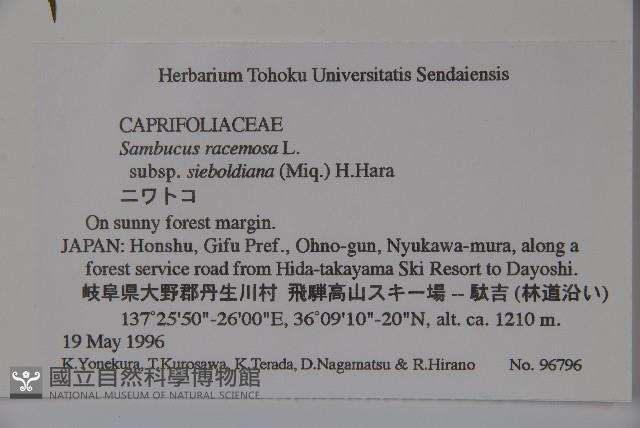 Herbarium Tohoku Universitatis Sendaiensis
CAPRIFOLIACEAE
Sambucus racemosa L.
subsp. sieboldiana (Miq.) H.Hara
ニワトコ
On sunny forest margin.
JAPAN: Honshu, Gifu Pref., Ohno-gun, Nyukawa-mura, along a
forest service road from Hida-takayama Ski Resort to Dayoshi.
岐阜県大野郡丹生川村 飛騨高山スキー場 -- 駄吉 (林道沿い)
137°25'50"-26'00"E, 36°09'10"-20"N, alt. ca. 1210 m.
19 May 1996
K.Yonekura, T.Kurosawa, K.Terada, D.Nagamatsu & R.Hirano No. 96796
國立自然科學博物館
NATIONAL MUSEUM OF NATURAL SCIENCE